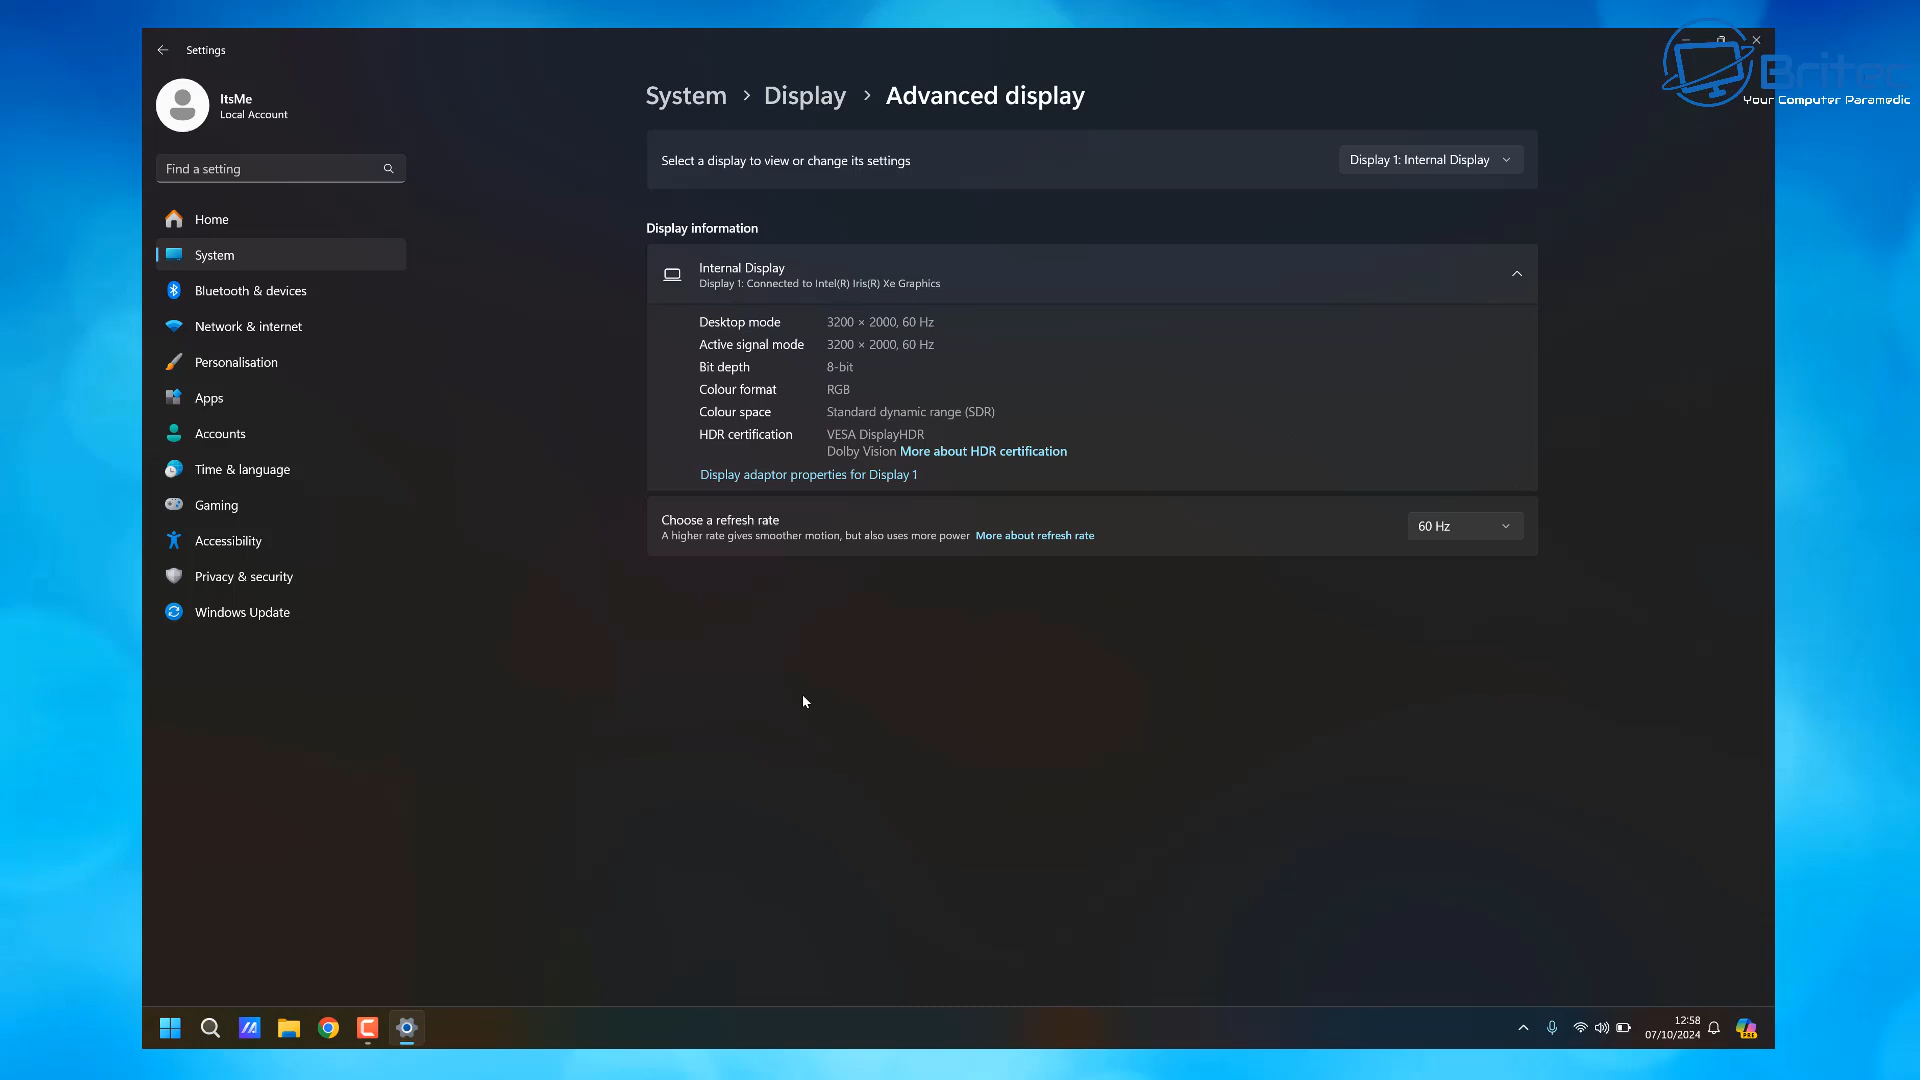 Settings
ItsMe
Local Account
Find a setting
Home
System
Bluetooth & devices
Network & internet
Personalisation
Apps
Accounts
Time & language
Gaming
Accessibility
Privacy & security
Windows Update
System > Display > Advanced display
Select a display to view or change its settings
Display 1: Internal Display
Display information
Internal Display
Display 1: Connected to Intel(R) Iris(R) Xe Graphics
Desktop mode 3200 × 2000, 60 Hz
Active signal mode 3200 × 2000, 60 Hz
Bit depth 8-bit
Colour format RGB
Colour space Standard dynamic range (SDR)
HDR certification VESA DisplayHDR
Dolby Vision More about HDR certification
Display adaptor properties for Display 1
Choose a refresh rate
A higher rate gives smoother motion, but also uses more power More about refresh rate
60 Hz
Britec
Your Computer Paramedic
12:58
07/10/2024
PRE